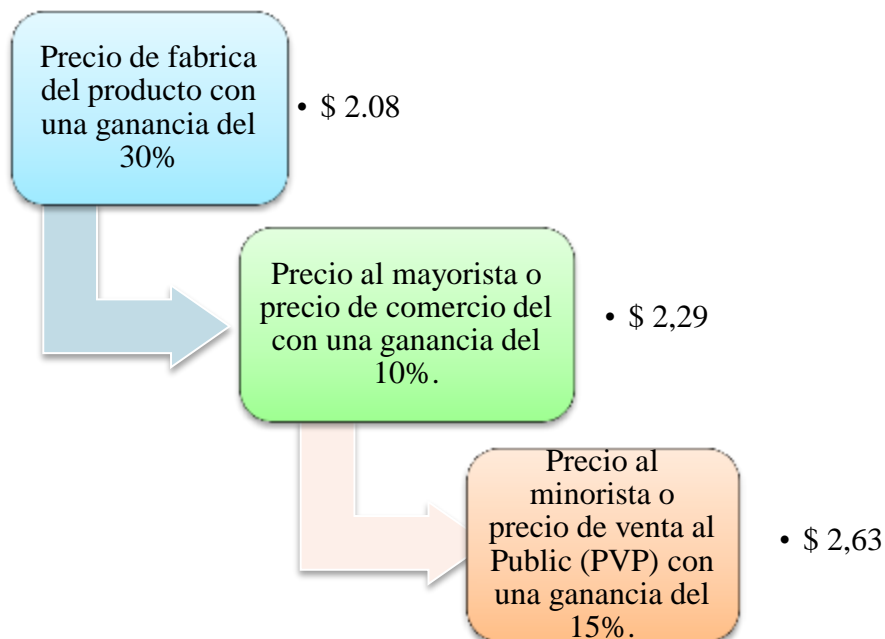 Precio de fabrica
del producto con
una ganancia del
30%
• $ 2.08
Precio al mayorista o
precio de comercio del
con una ganancia del
10%.
• $ 2,29
Precio al
minorista o
precio de venta al
Public (PVP) con
una ganancia del
15%.
• $ 2,63